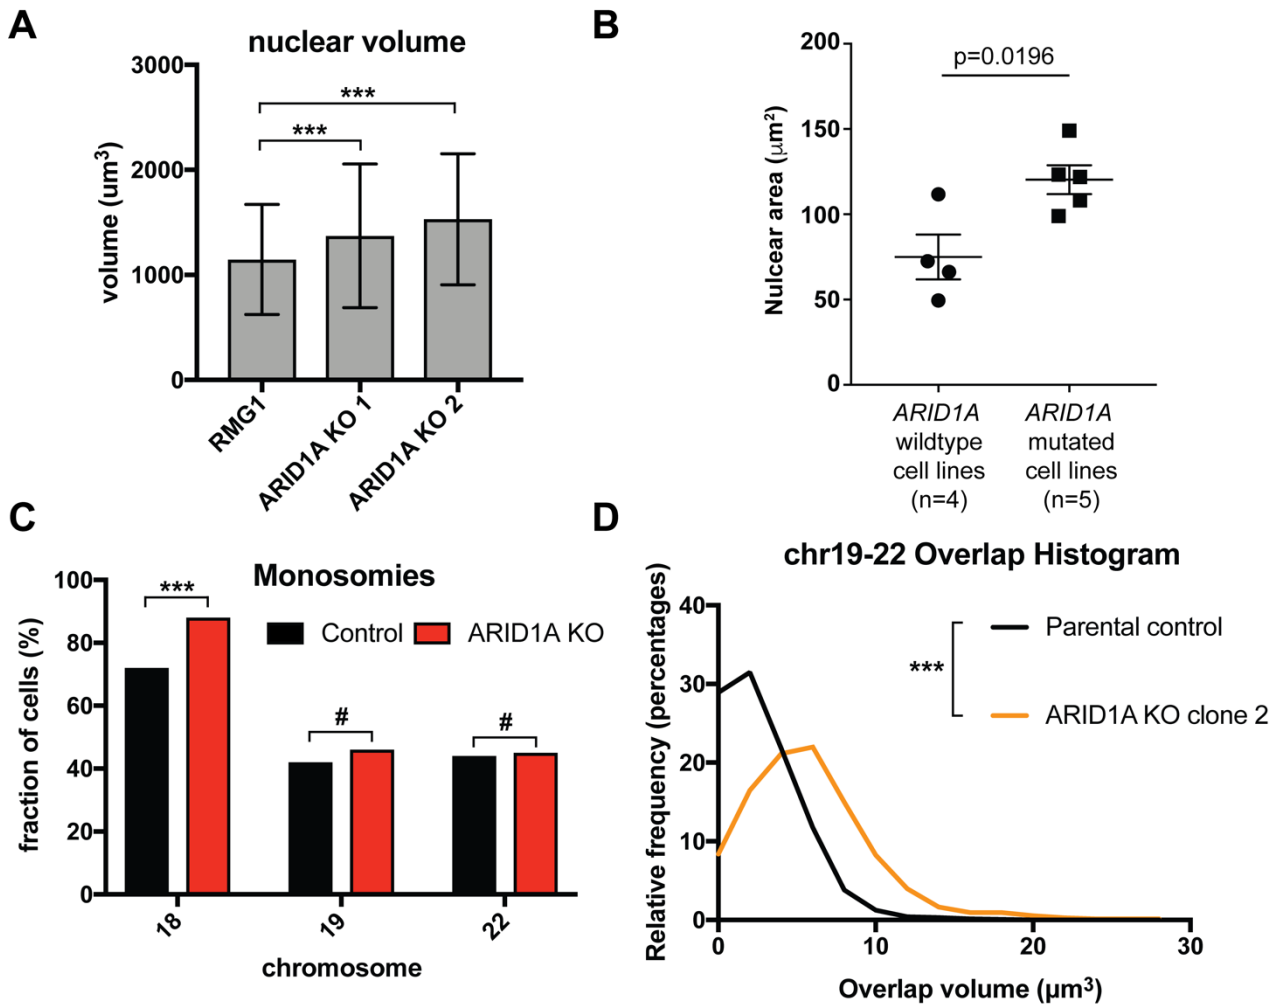 A
nuclear volume
volume (um³)
3000
2000
1000
0
***
***
RMG1
ARID1A KO 1
ARID1A KO 2
B
Nulcear area (μm²)
200
150
100
50
0
p=0.0196
ARID1A
wildtype
cell lines
(n=4)
ARID1A
mutated
cell lines
(n=5)
C
Monosomies
Control
ARID1A KO
fraction of cells (%)
100
80
60
40
20
0
***
#
#
18
19
22
chromosome
D
chr19-22 Overlap Histogram
Relative frequency (percentages)
40
30
20
10
0
Parental control
***
ARID1A KO clone 2
0
10
20
30
Overlap volume (μm³)